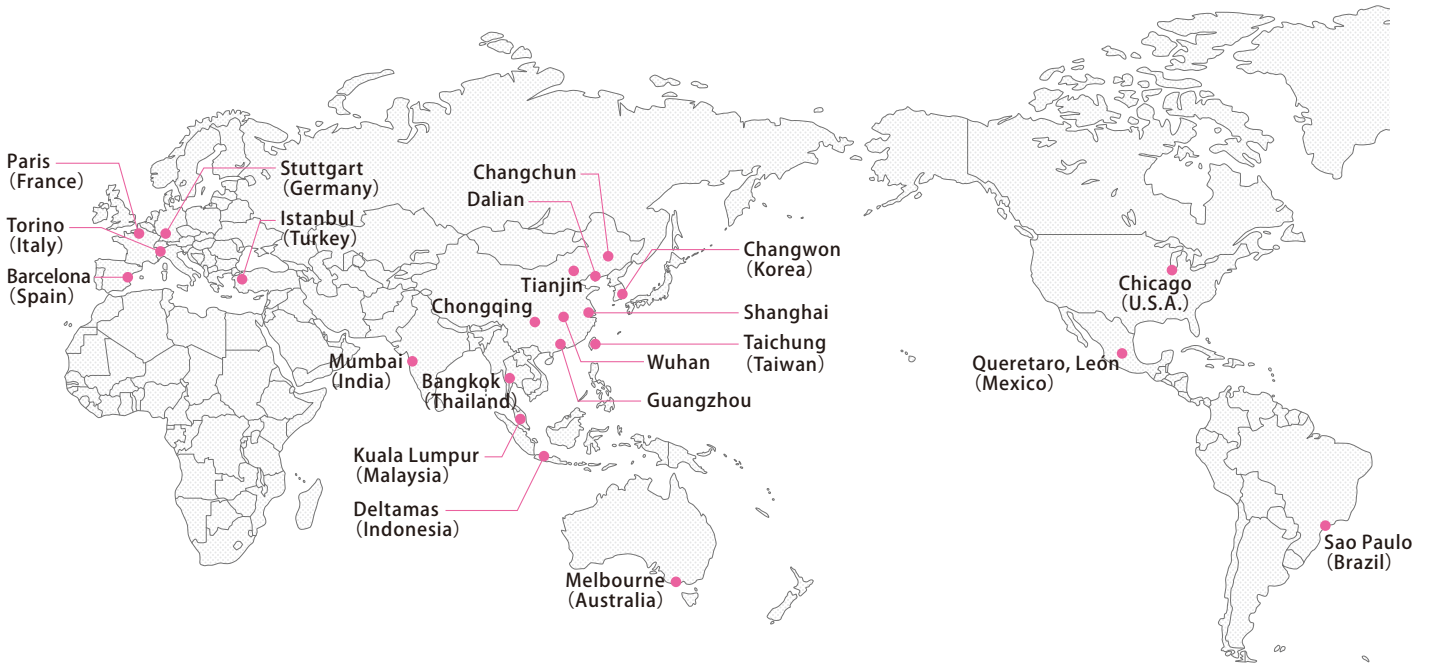 Paris
（France）
Stuttgart
（Germany）
Torino
（Italy）
Istanbul
（Turkey）
Barcelona
（Spain）
Changchun
Dalian
Changwon
（Korea）
Tianjin
Chongqing
Shanghai
Taichung
（Taiwan）
Wuhan
Guangzhou
Mumbai
（India）
Bangkok
（Thailand）
Kuala Lumpur
（Malaysia）
Deltamas
（Indonesia）
Melbourne
（Australia）
Chicago
（U.S.A.）
Queretaro, León
（Mexico）
Sao Paulo
（Brazil）